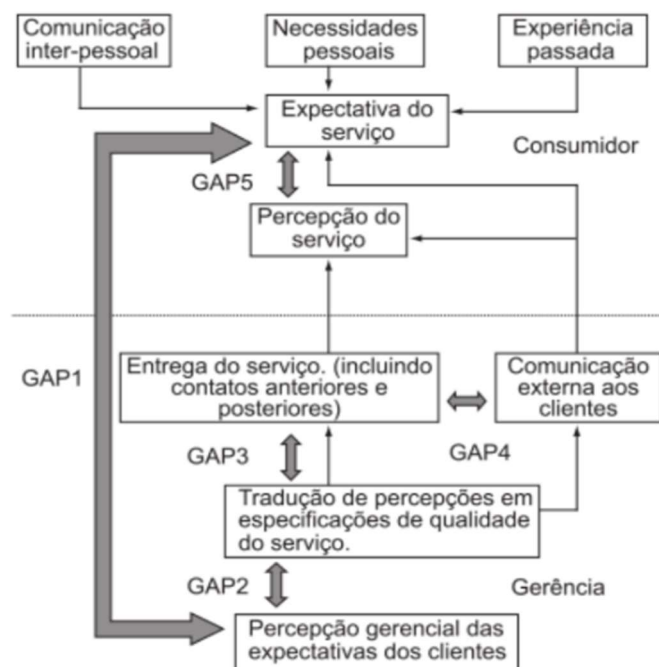 Comunicação
inter-pessoal
Necessidades
pessoais
Experiência
passada
Expectativa do
serviço
Consumidor
GAP5
Percepção do
serviço
GAP1
Entrega do serviço. (incluindo
contatos anteriores e
posteriores)
Comunicação
externa aos
clientes
GAP3
GAP4
Tradução de percepções em
especificações de qualidade
do serviço.
GAP2
Gerência
Percepção gerencial das
expectativas dos clientes